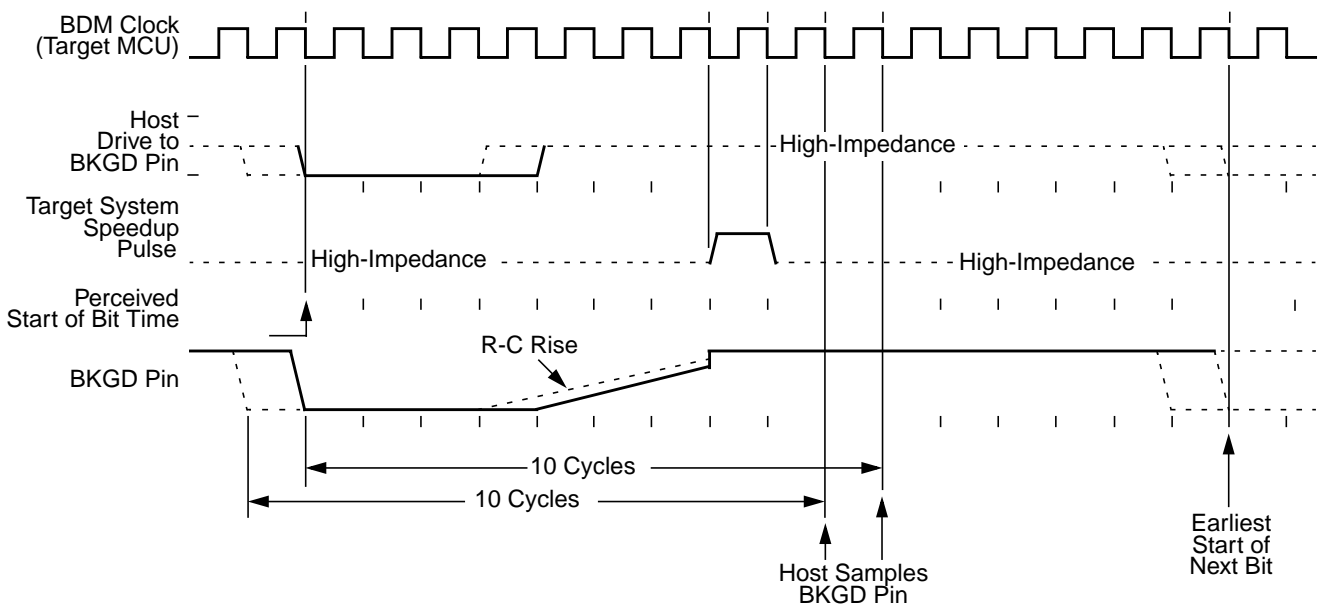 BDM Clock
(Target MCU)
Host
Drive to
BKGD Pin
High-Impedance
Target System
Speedup
Pulse
High-Impedance
High-Impedance
Perceived
Start of Bit Time
R-C Rise
BKGD Pin
10 Cycles
10 Cycles
Earliest
Start of
Next Bit
Host Samples
BKGD Pin